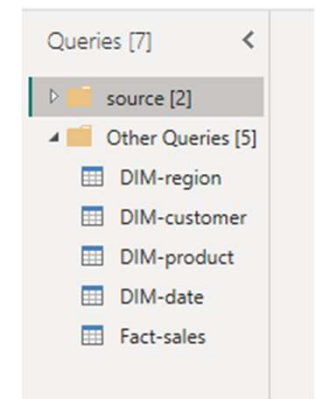 Queries [7]
source [2]
Other Queries [5]
DIM-region
DIM-customer
DIM-product
DIM-date
Fact-sales